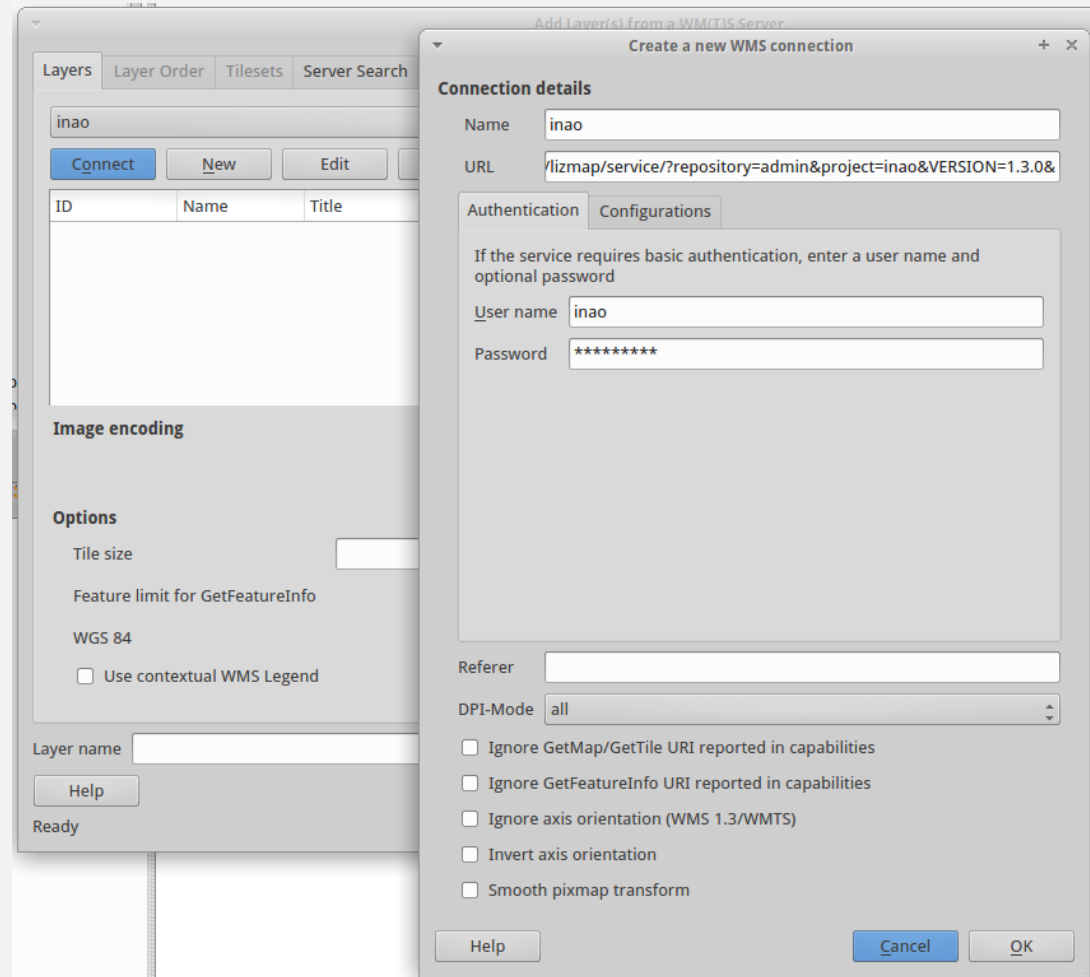 Add Layer(s) from a WM(T)S Server
Layers
Layer Order
Tilesets
Server Search
inao
Connect
New
Edit
ID
Name
Title
Image encoding
Options
Tile size
Feature limit for GetFeatureInfo
WGS 84
Use contextual WMS Legend
Layer name
Help
Ready
Create a new WMS connection
Connection details
Name
inao
URL
/lizmap/service/?repository=admin&project=inao&VERSION=1.3.0&
Authentication
Configurations
If the service requires basic authentication, enter a user name and
optional password
User name
inao
Password
*********
Referer
DPI-Mode
all
Ignore GetMap/GetTile URI reported in capabilities
Ignore GetFeatureInfo URI reported in capabilities
Ignore axis orientation (WMS 1.3/WMTS)
Invert axis orientation
Smooth pixmap transform
Help
Cancel
OK